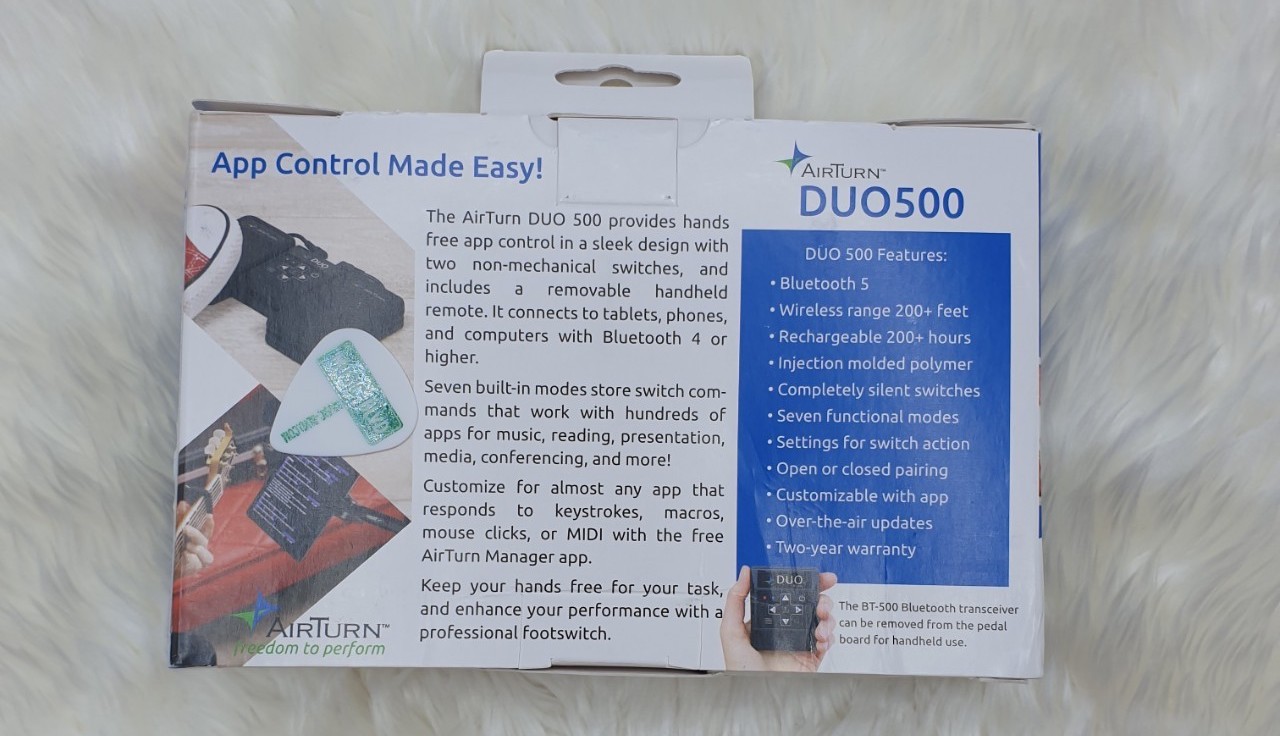 App Control Made Easy!
The AirTurn DUO 500 provides hands
free app control in a sleek design with
two non-mechanical switches, and
includes a removable handheld
remote. It connects to tablets, phones,
and computers with Bluetooth 4 or
higher.
Seven built-in modes store switch com-
mands that work with hundreds of
apps for music, reading, presentation,
media, conferencing, and more!
Customize for almost any app that
responds to keystrokes, macros,
mouse clicks, or MIDI with the free
AirTurn Manager app.
Keep your hands free for your task,
and enhance your performance with a
professional footswitch.
DUO
AIRTURN™
freedom to perform
AIRTURN™
DUO500
DUO 500 Features:
• Bluetooth 5
• Wireless range 200+ feet
• Rechargeable 200+ hours
• Injection molded polymer
• Completely silent switches
• Seven functional modes
• Settings for switch action
• Open or closed pairing
• Customizable with app
• Over-the-air updates
• Two-year warranty
DUO
The BT-500 Bluetooth transceiver
can be removed from the pedal
board for handheld use.